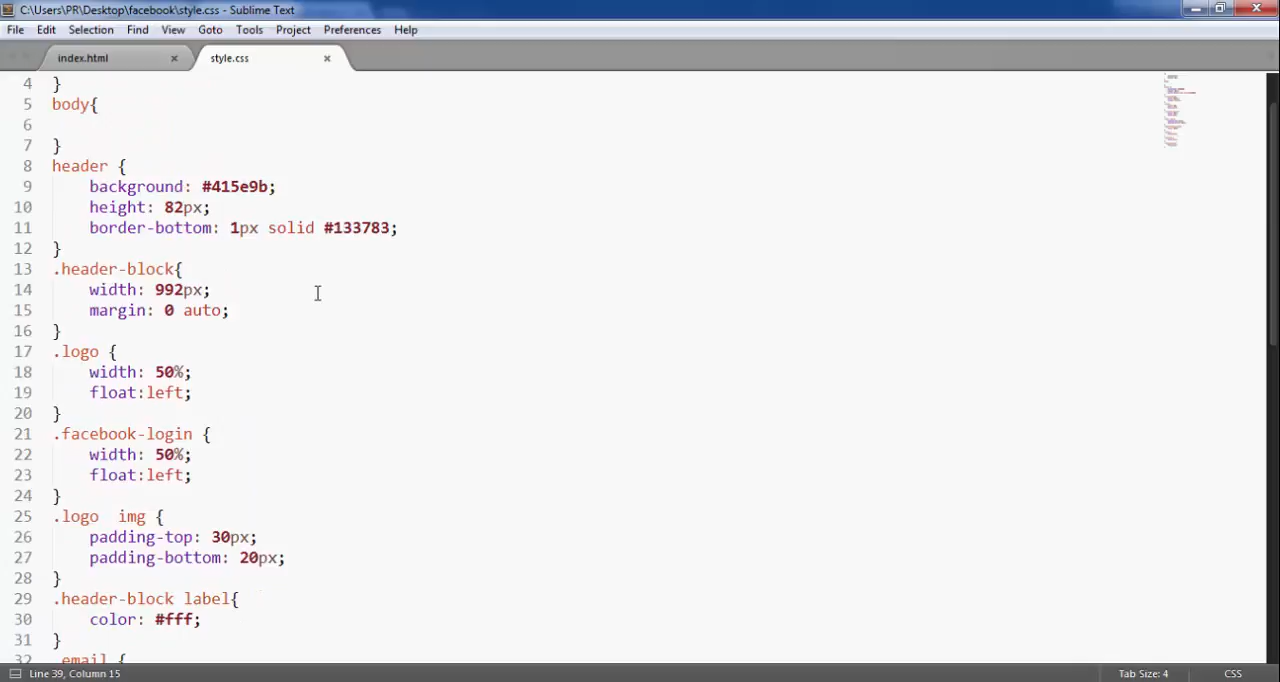 C:\Users\PR\Desktop\facebook\style.css - Sublime Text
File Edit Selection Find View Goto Tools Project Preferences Help
index.html style.css
4 }
5 body{
6
7 }
8 header {
9 background: #415e9b;
10 height: 82px;
11 border-bottom: 1px solid #133783;
12 }
13 .header-block{
14 width: 992px;
15 margin: 0 auto;
16 }
17 .logo {
18 width: 50%;
19 float:left;
20 }
21 .facebook-login {
22 width: 50%;
23 float:left;
24 }
25 .logo  img {
26 padding-top: 30px;
27 padding-bottom: 20px;
28 }
29 .header-block label{
30 color: #fff;
31 }
32 .email {
Line 39, Column 15 Tab Size: 4 CSS